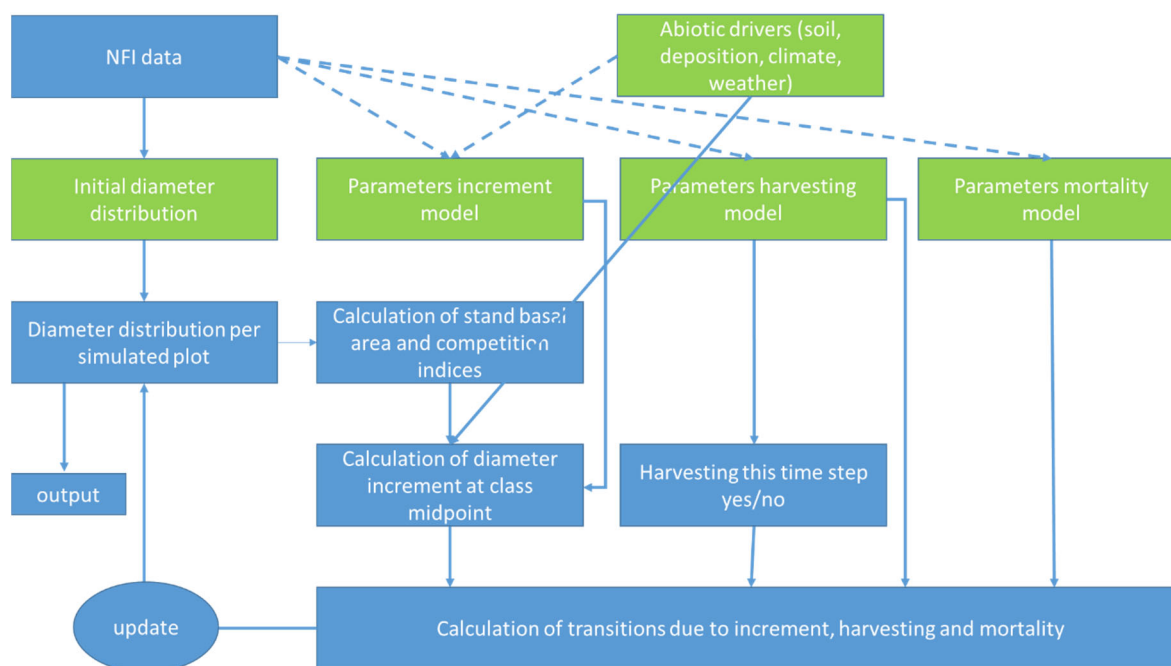 NFI data
Abiotic drivers (soil,
deposition, climate,
weather)
Initial diameter
distribution
Parameters increment
model
Parameters harvesting
model
Parameters mortality
model
Diameter distribution per
simulated plot
Calculation of stand basal
area and competition
indices
output
Calculation of diameter
increment at class
midpoint
Harvesting this time step
yes/no
update
Calculation of transitions due to increment, harvesting and mortality